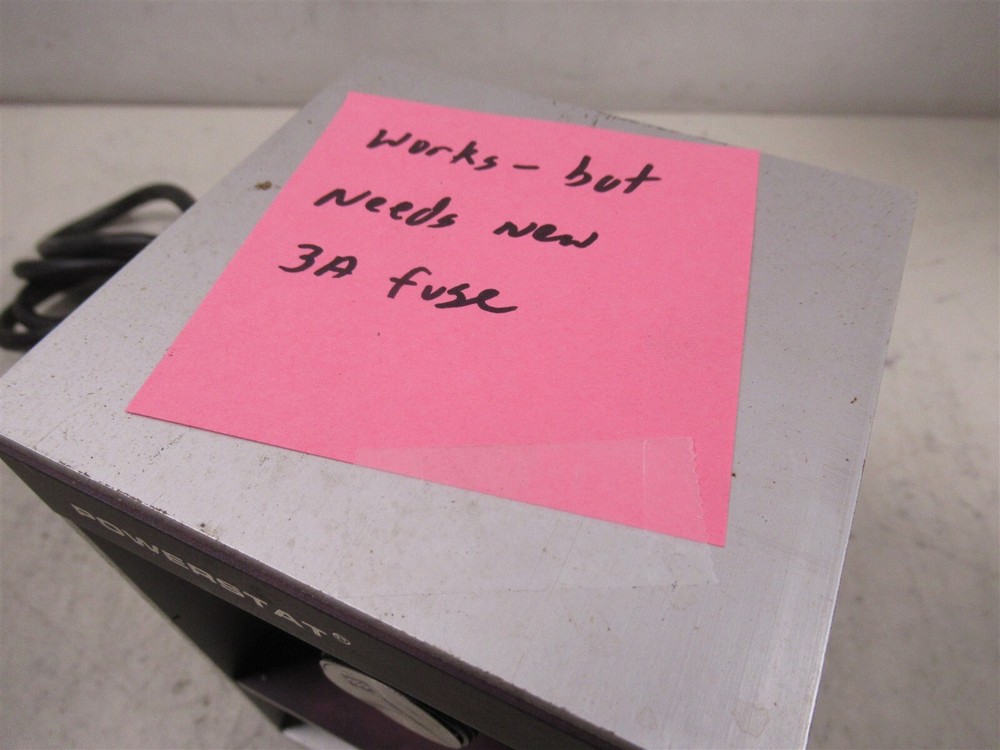 Works - but
Needs New
3A fuse
POWERSTAT®